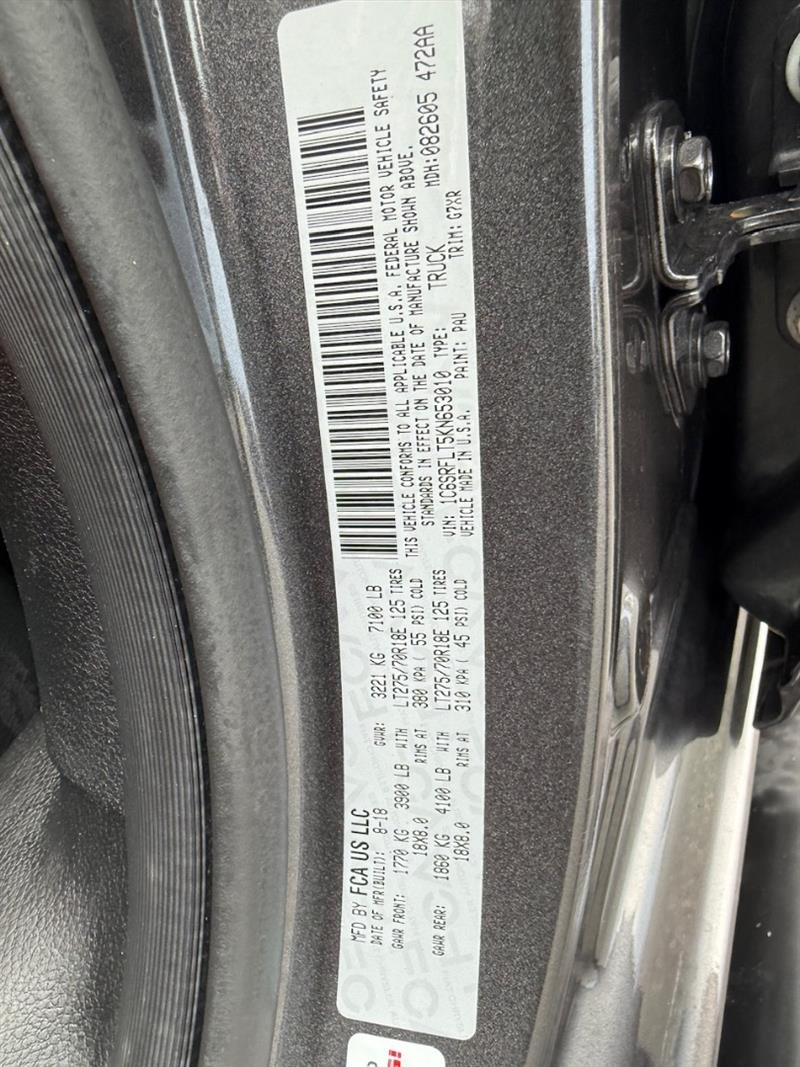 MFD BY FCA US LLC
DATE OF MFR(BUILT): 8-18 GVWR: 3221 KG 7100 LB
GAWR FRONT: 1770 KG 3900 LB WITH LT275/70R18E 125 TIRES
18X8.0 RIMS AT 380 KPA ( 55 PSI) COLD
GAWR REAR: 1860 KG 4100 LB WITH LT275/70R18E 125 TIRES
18X8.0 RIMS AT 310 KPA ( 45 PSI) COLD
THIS VEHICLE CONFORMS TO ALL APPLICABLE U.S.A. FEDERAL MOTOR VEHICLE SAFETY
STANDARDS IN EFFECT ON THE DATE OF MANUFACTURE SHOWN ABOVE.
VIN: 1C6SRFLT5KN653010 TYPE: TRUCK MDH:082605 472AA
VEHICLE MADE IN U.S.A. PAINT: PAU TRIM: G7XR